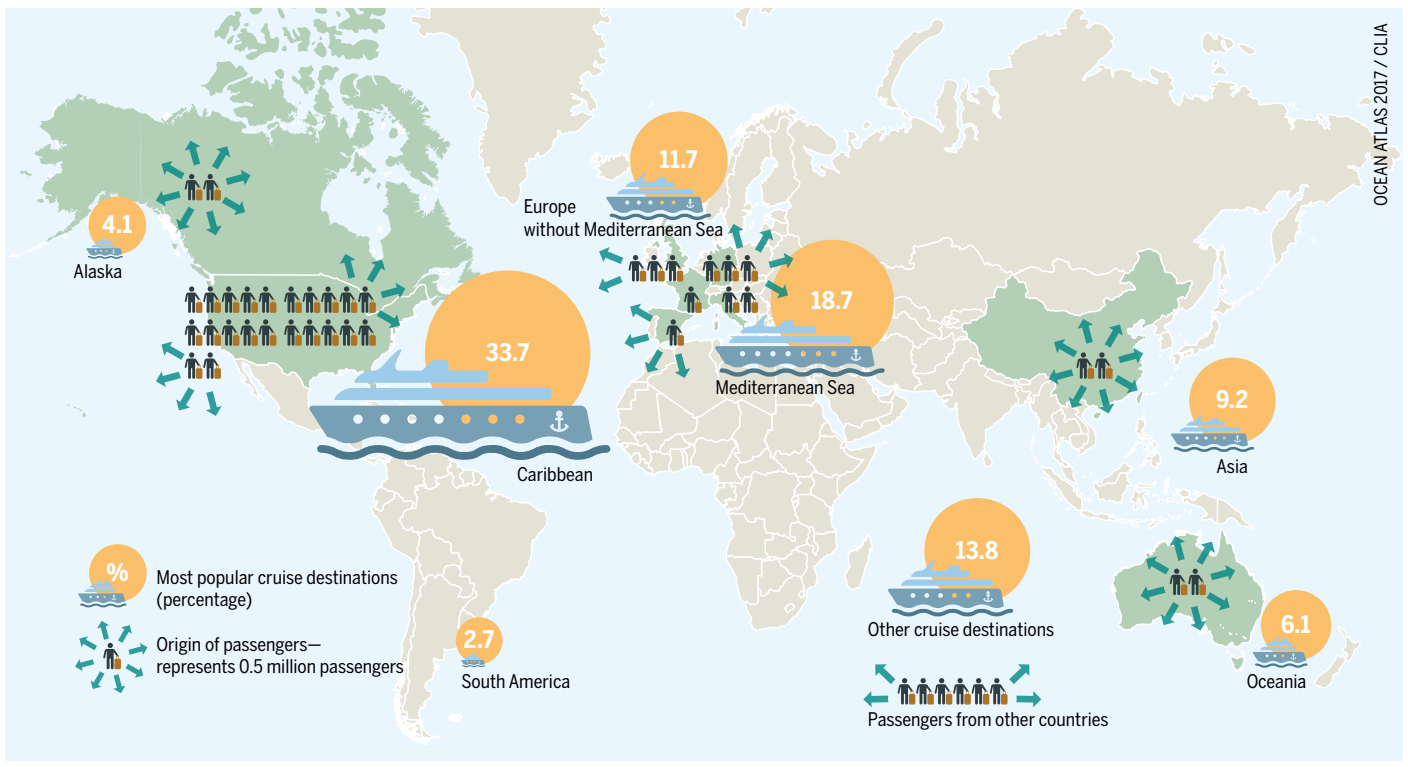 OCEAN ATLAS 2017 / CLIA
11.7
Europe
without Mediterranean Sea
4.1
Alaska
18.7
Mediterranean Sea
33.7
Caribbean
9.2
Asia
13.8
Other cruise destinations
%
Most popular cruise destinations
(percentage)
Origin of passengers—
represents 0.5 million passengers
2.7
South America
6.1
Oceania
Passengers from other countries